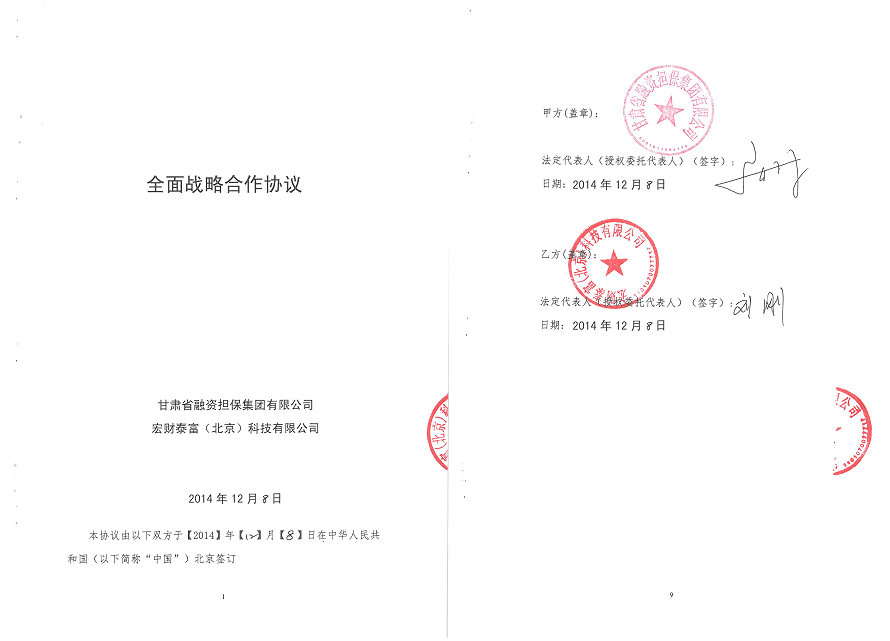 全面战略合作协议
甘肃省融资担保集团有限公司
宏财泰富（北京）科技有限公司
2014 年 12 月 8 日
本协议由以下双方于【2014】年【12】月【8】日在中华人民共
和国（以下简称“中国”）北京签订
1
（北京）科
甲方(盖章)：
甘肃省融资担保集团有限公司
法定代表人（授权委托代表人）（签字）：
日期：2014 年 12 月 8 日
乙方(盖章)：
宏财泰富(北京)科技有限公司
法定代表人（授权委托代表人）（签字）：刘刚
日期：2014 年 12 月 8 日
限公司
9